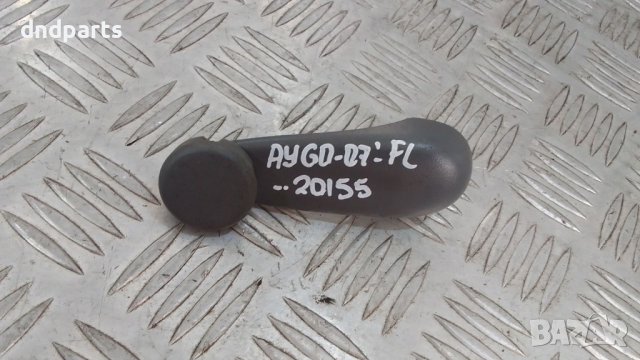 dndparts
AYGO-07': FL
--20155
BAZAR